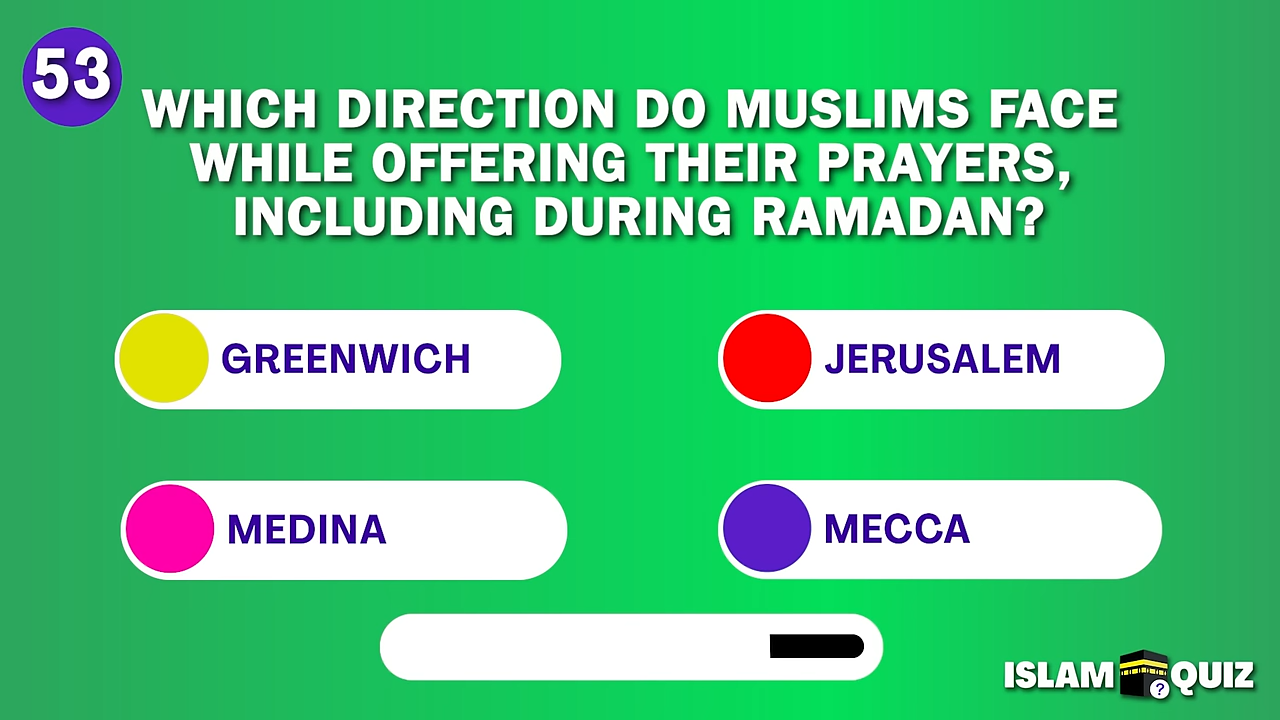 53
WHICH DIRECTION DO MUSLIMS FACE
WHILE OFFERING THEIR PRAYERS,
INCLUDING DURING RAMADAN?
GREENWICH
JERUSALEM
MEDINA
MECCA
ISLAM ? QUIZ